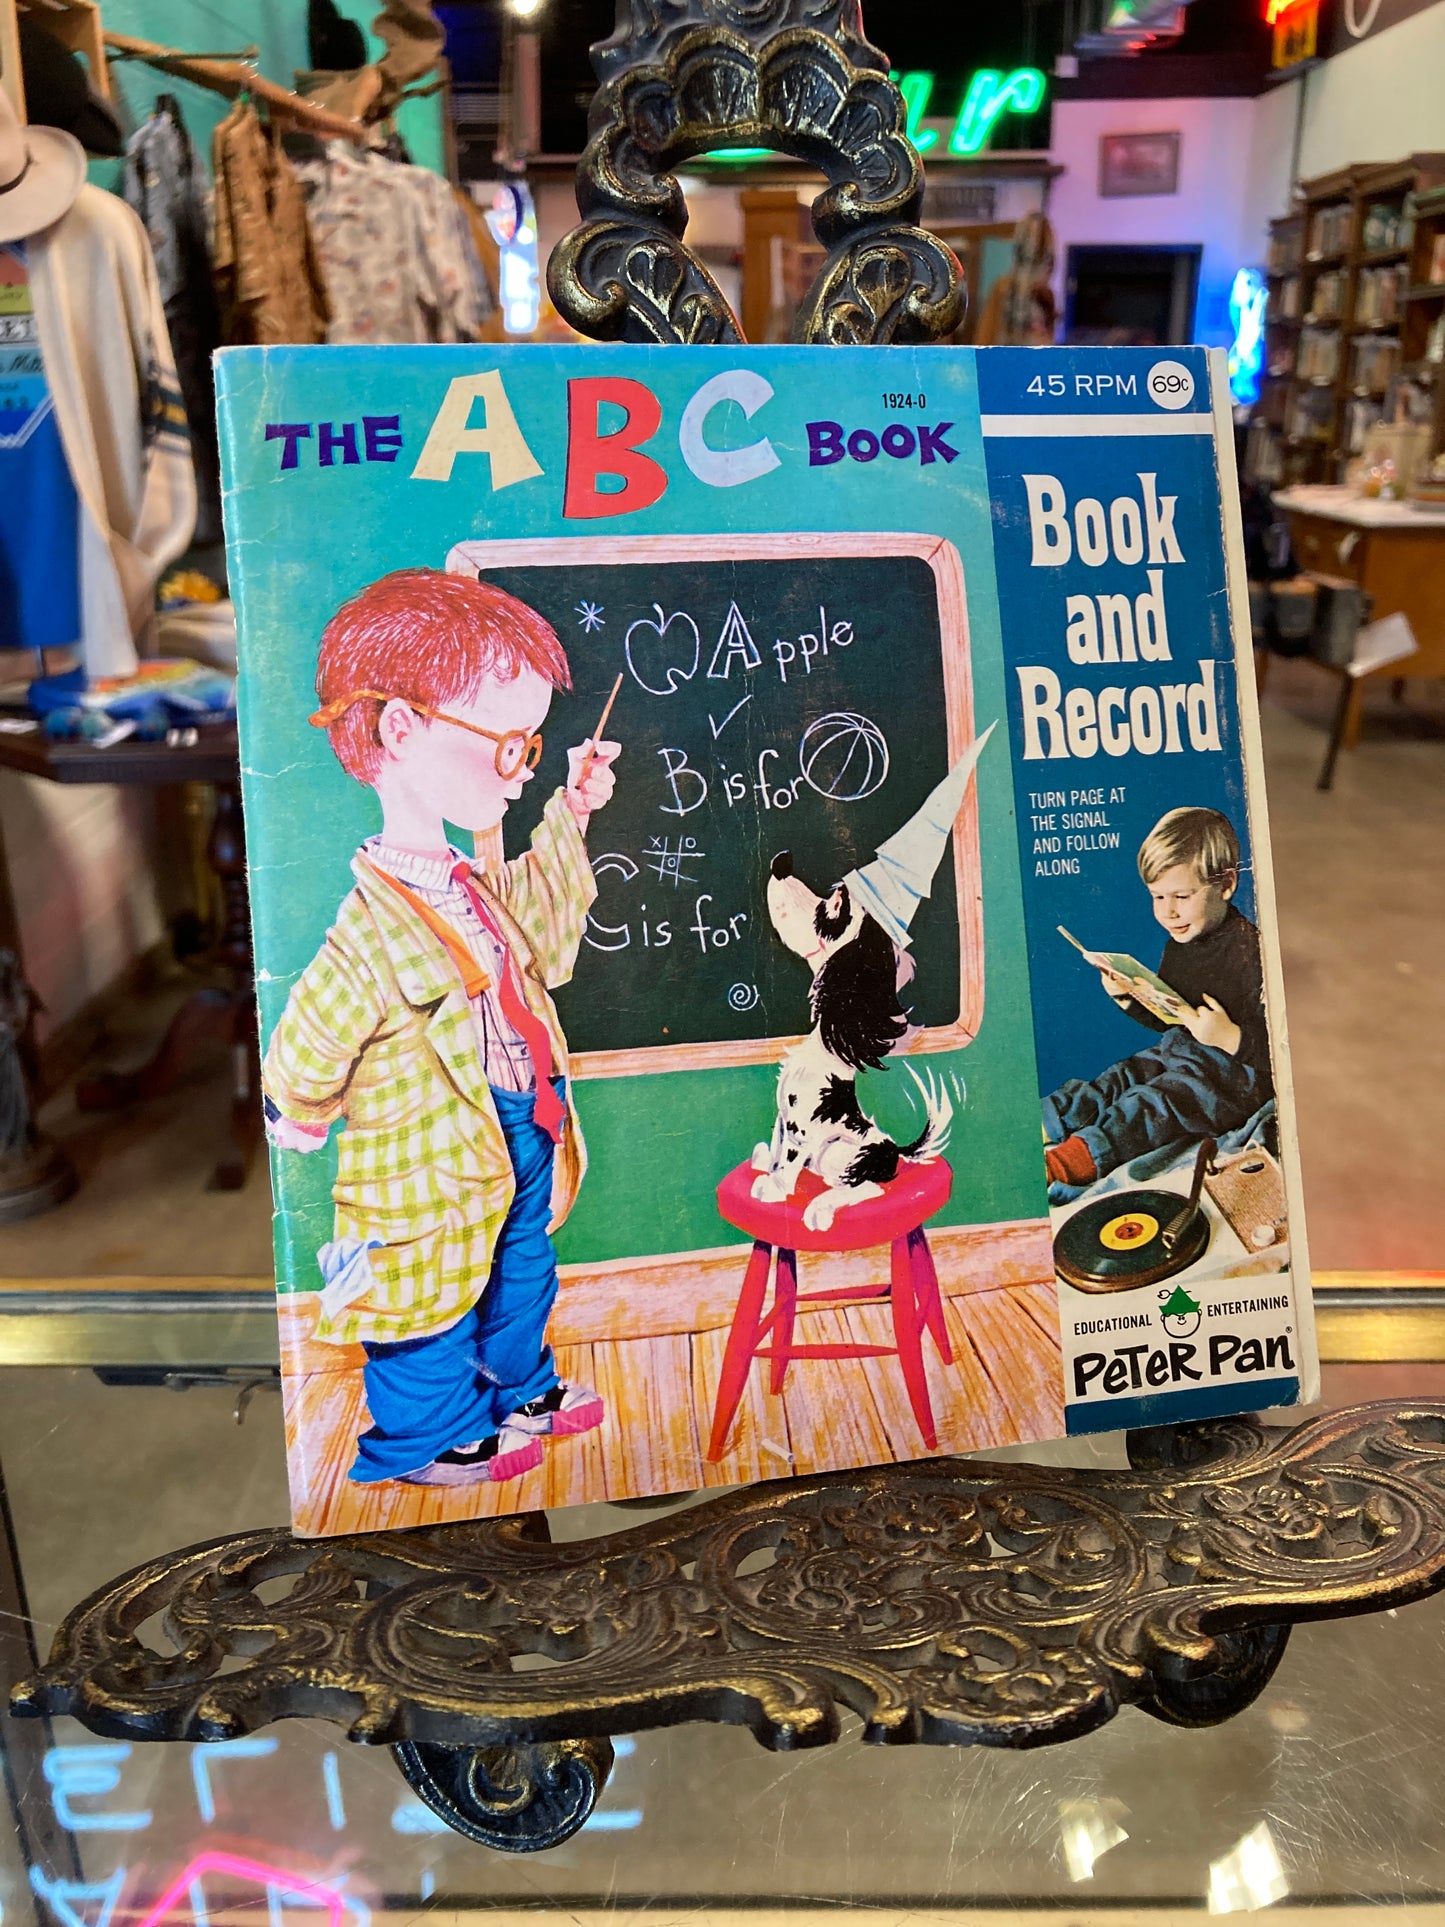 THE ABC BOOK
1924-0
45 RPM 69¢
Book
and
Record
TURN PAGE AT
THE SIGNAL
AND FOLLOW
ALONG
Apple
B is for
X O
O
C is for
EDUCATIONAL ENTERTAINING
PETER PAN®